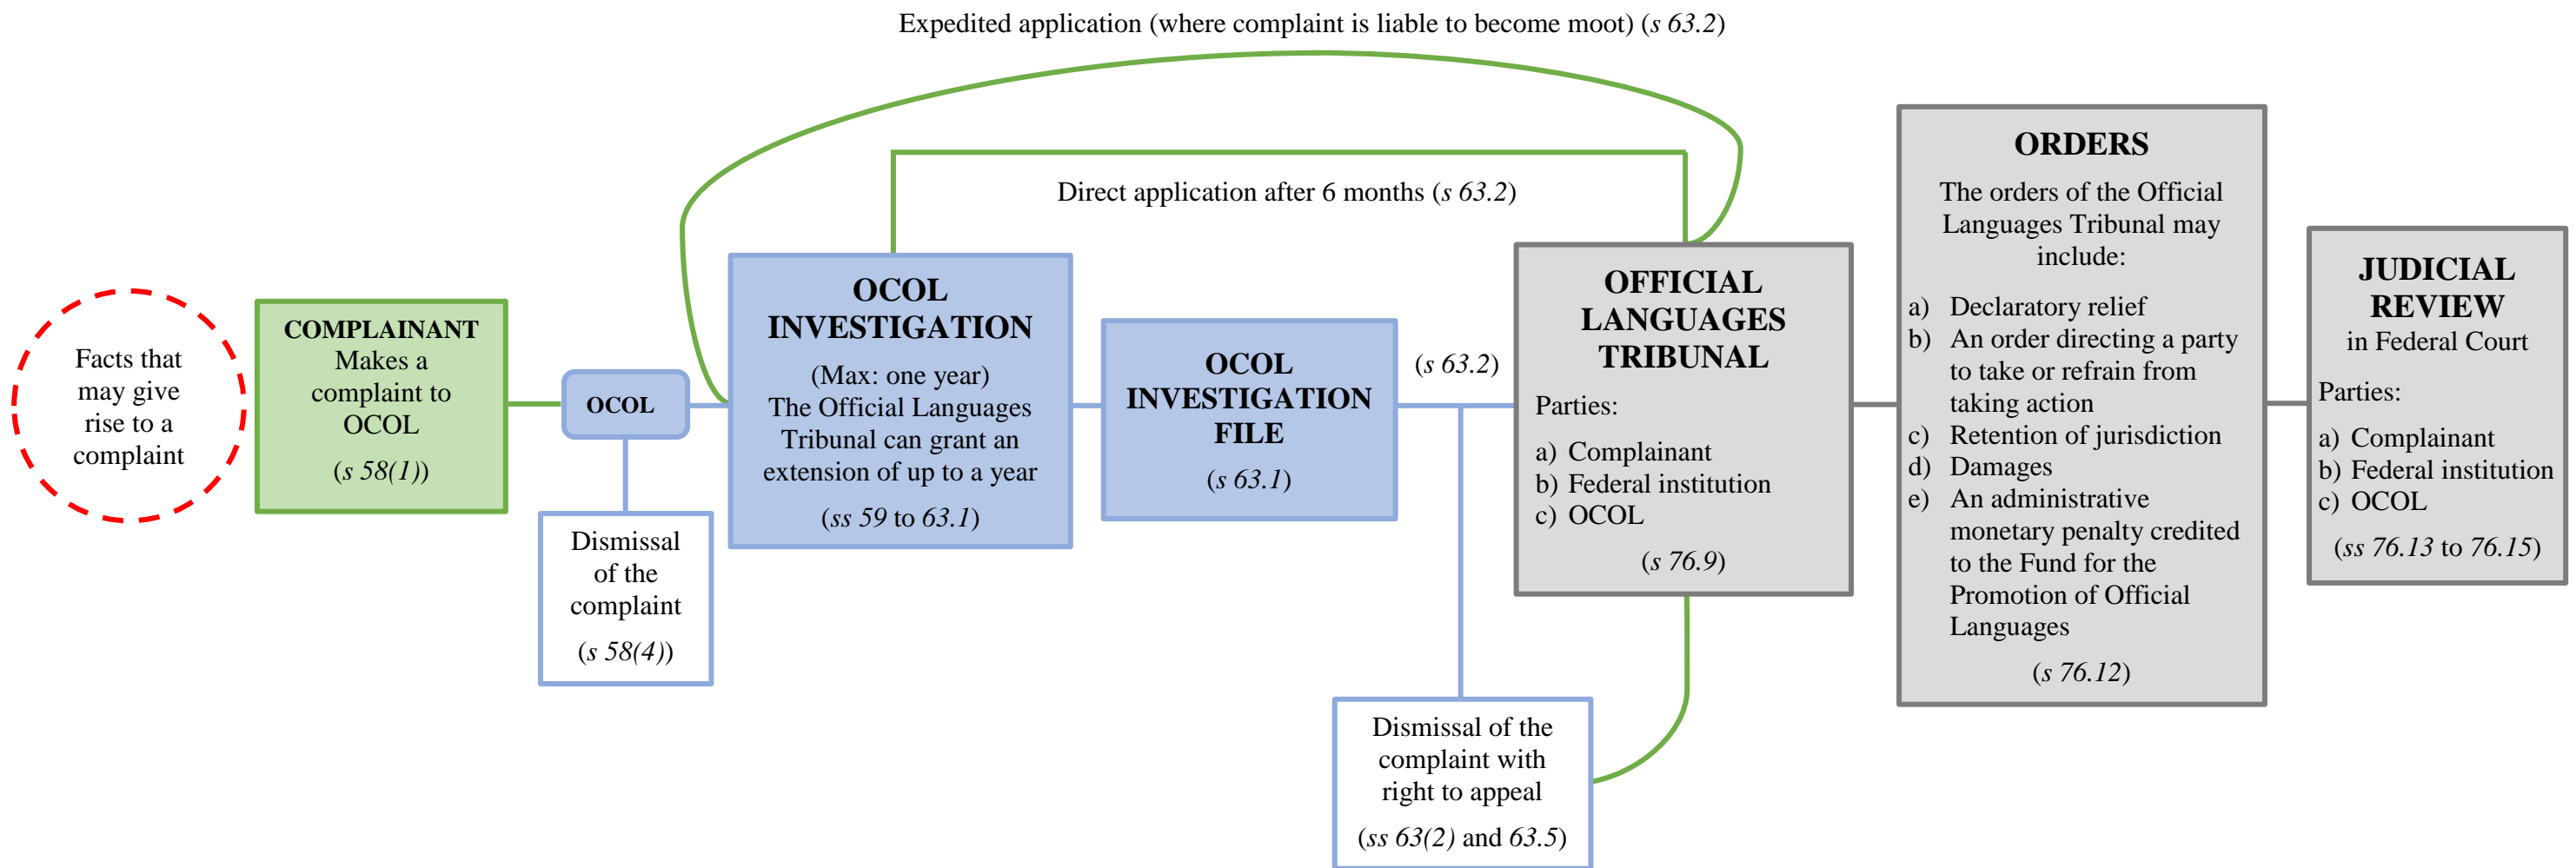 Expedited application (where complaint is liable to become moot) (s 63.2)
Direct application after 6 months (s 63.2)
Facts that
may give
rise to a
complaint
COMPLAINANT
Makes a
complaint to
OCOL
(s 58(1))
OCOL
Dismissal
of the
complaint
(s 58(4))
OCOL
INVESTIGATION
(Max: one year)
The Official Languages
Tribunal can grant an
extension of up to a year
(ss 59 to 63.1)
OCOL
INVESTIGATION
FILE
(s 63.1)
(s 63.2)
Dismissal of the
complaint with
right to appeal
(ss 63(2) and 63.5)
OFFICIAL
LANGUAGES
TRIBUNAL
Parties:
a) Complainant
b) Federal institution
c) OCOL
(s 76.9)
ORDERS
The orders of the Official
Languages Tribunal may
include:
a) Declaratory relief
b) An order directing a party
to take or refrain from
taking action
c) Retention of jurisdiction
d) Damages
e) An administrative
monetary penalty credited
to the Fund for the
Promotion of Official
Languages
(s 76.12)
JUDICIAL
REVIEW
in Federal Court
Parties:
a) Complainant
b) Federal institution
c) OCOL
(ss 76.13 to 76.15)